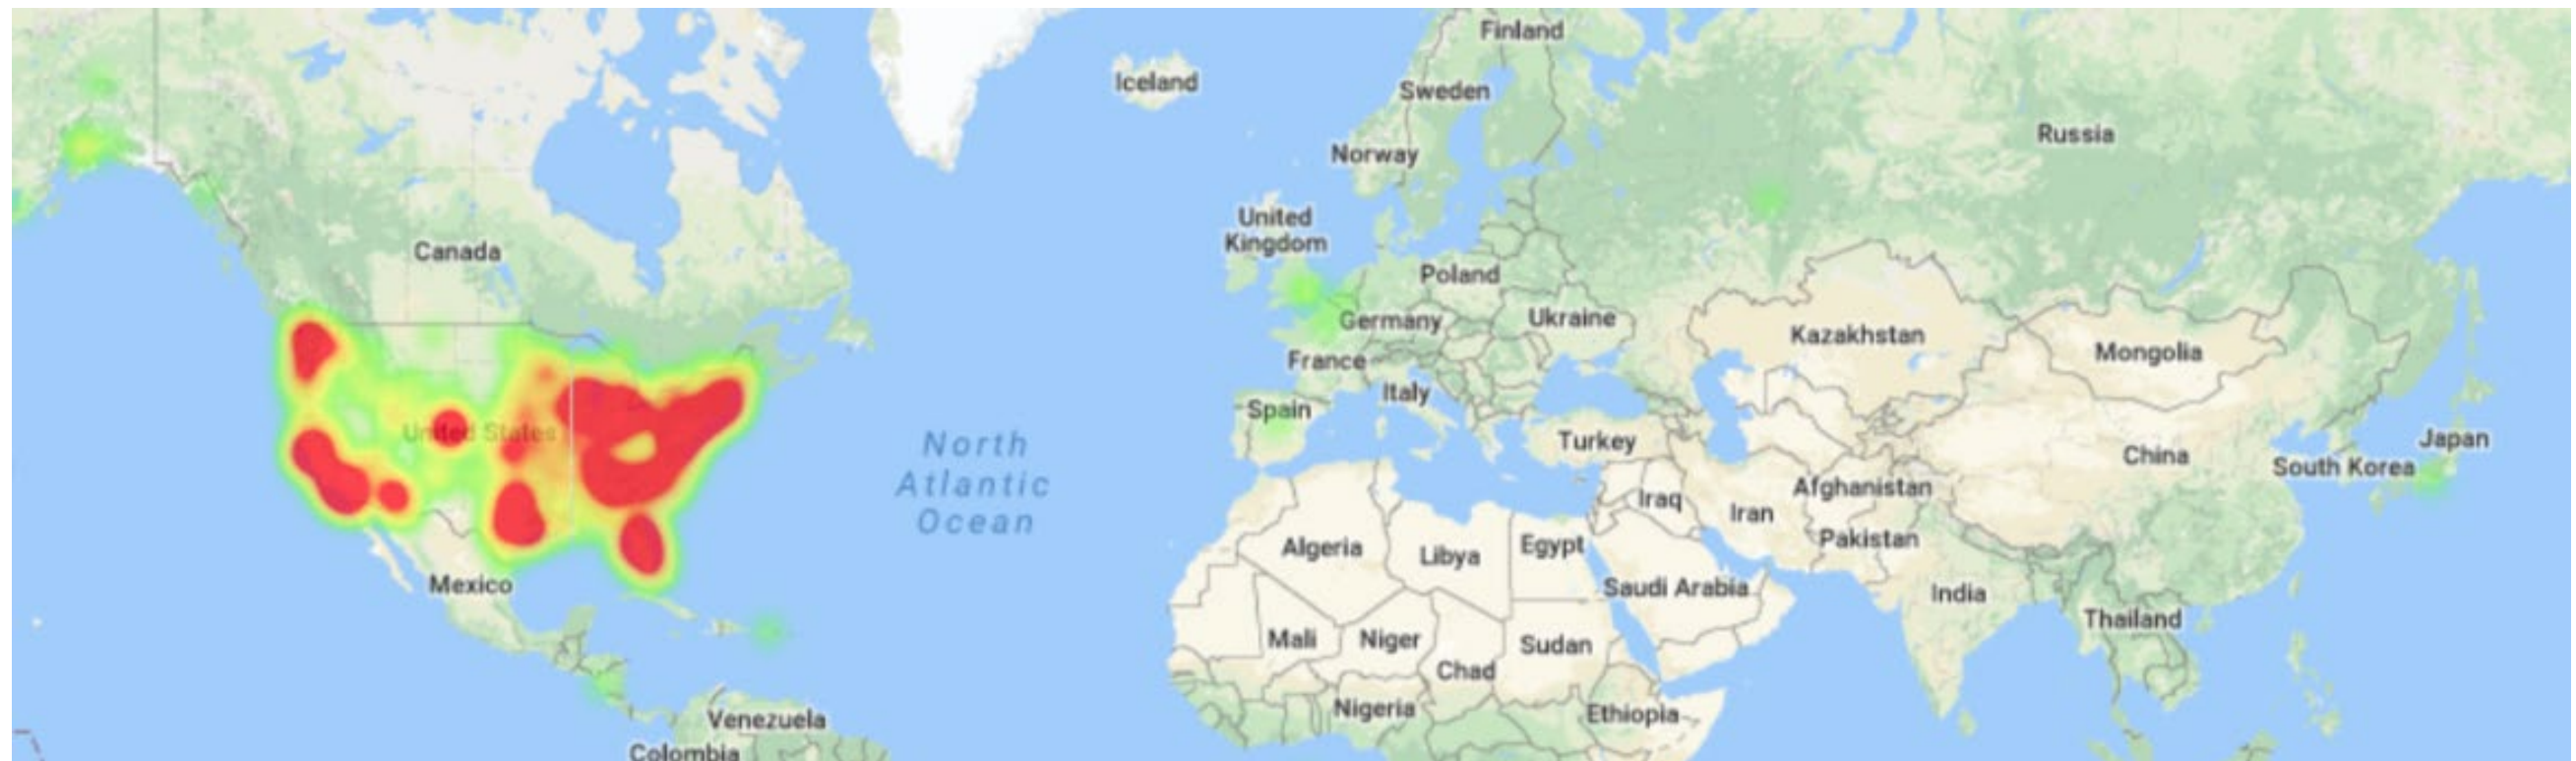 Finland
Iceland
Sweden
Russia
Norway
United
Kingdom
Canada
Poland
Germany
Ukraine
Kazakhstan
Mongolia
France
Italy
Spain
United States
North
Atlantic
Ocean
Turkey
China
Japan
South Korea
Iraq
Iran
Afghanistan
Pakistan
Algeria
Libya
Egypt
Saudi Arabia
India
Mexico
Thailand
Mali
Niger
Chad
Sudan
Nigeria
Ethiopia
Venezuela
Colombia